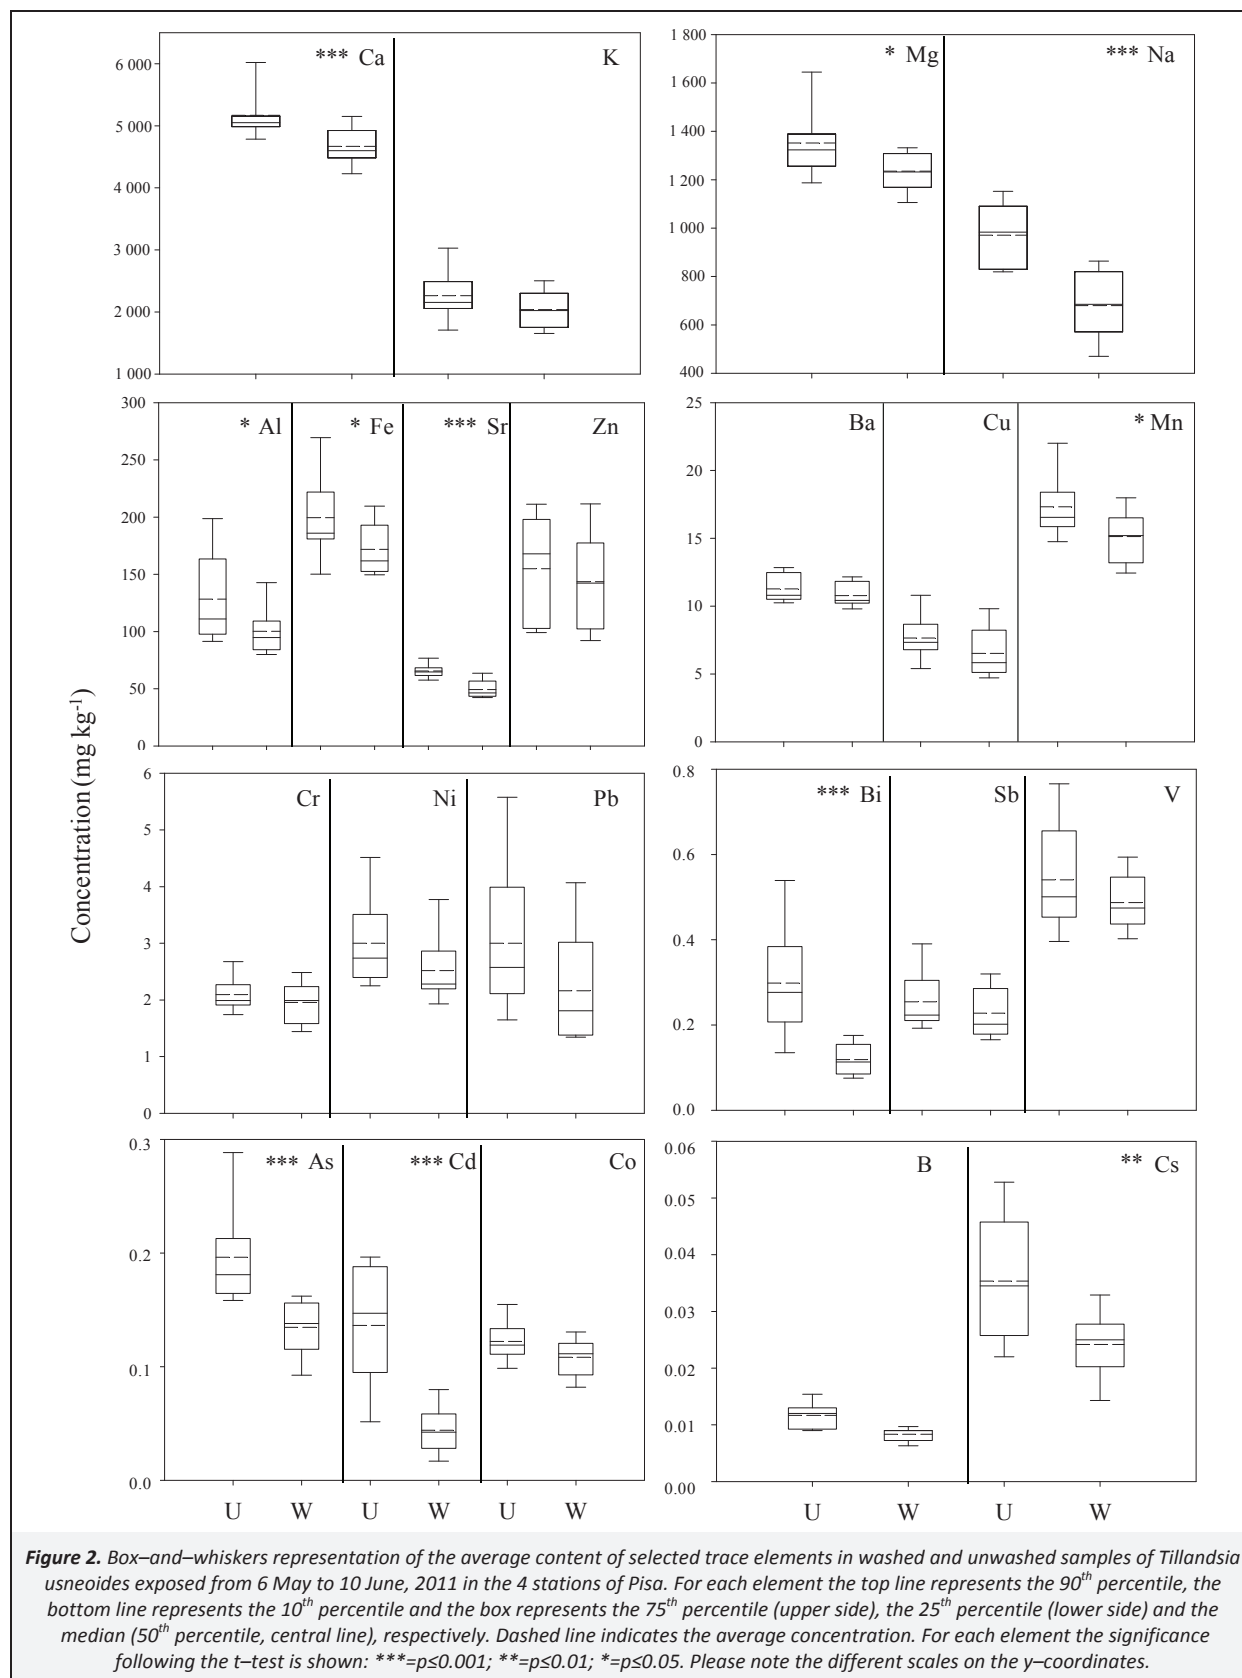 *** Ca
K
6 000
5 000
4 000
3 000
2 000
1 000
* Mg
*** Na
1 800
1 600
1 400
1 200
1 000
800
600
400
* Al
* Fe
*** Sr
Zn
300
250
200
150
100
50
0
Ba
Cu
* Mn
25
20
15
10
5
0
Concentration (mg kg-1)
Cr
Ni
Pb
6
5
4
3
2
1
0
*** Bi
Sb
V
0.8
0.6
0.4
0.2
0.0
*** As
*** Cd
Co
0.3
0.2
0.1
0.0
U W U W U W
B
** Cs
0.06
0.05
0.04
0.03
0.02
0.01
0.00
U W U W
Figure 2. Box–and–whiskers representation of the average content of selected trace elements in washed and unwashed samples of Tillandsia
usneoides exposed from 6 May to 10 June, 2011 in the 4 stations of Pisa. For each element the top line represents the 90th percentile, the
bottom line represents the 10th percentile and the box represents the 75th percentile (upper side), the 25th percentile (lower side) and the
median (50th percentile, central line), respectively. Dashed line indicates the average concentration. For each element the significance
following the t–test is shown: ***=p≤0.001; **=p≤0.01; *=p≤0.05. Please note the different scales on the y–coordinates.